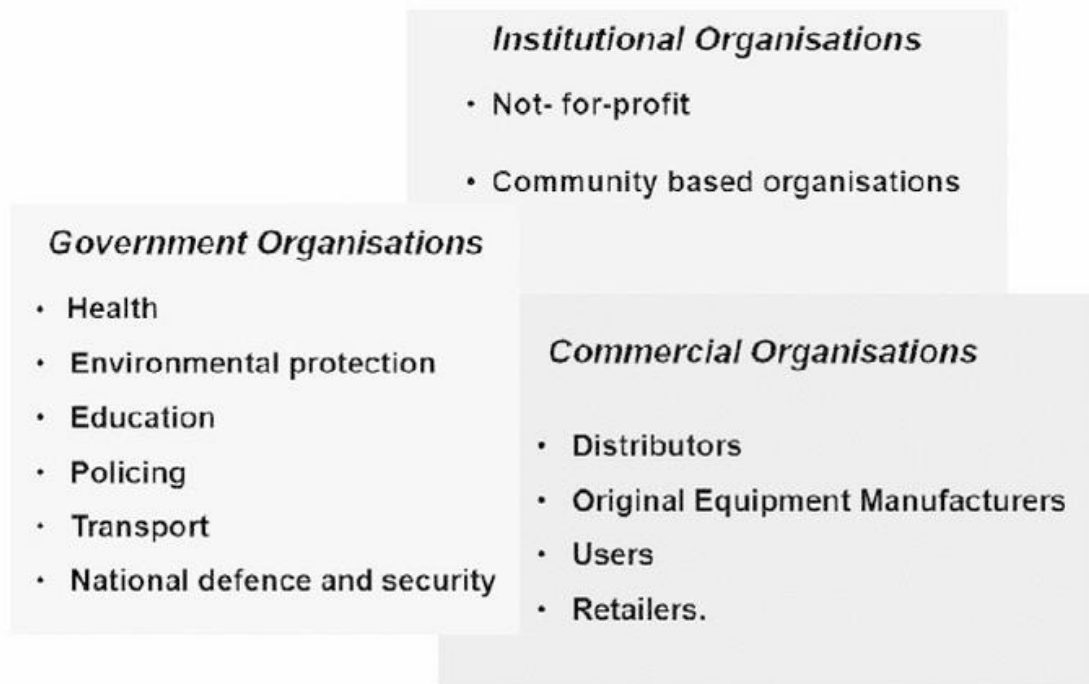 Institutional Organisations
• Not- for-profit
• Community based organisations
Government Organisations
• Health
• Environmental protection
• Education
• Policing
• Transport
• National defence and security
Commercial Organisations
• Distributors
• Original Equipment Manufacturers
• Users
• Retailers.